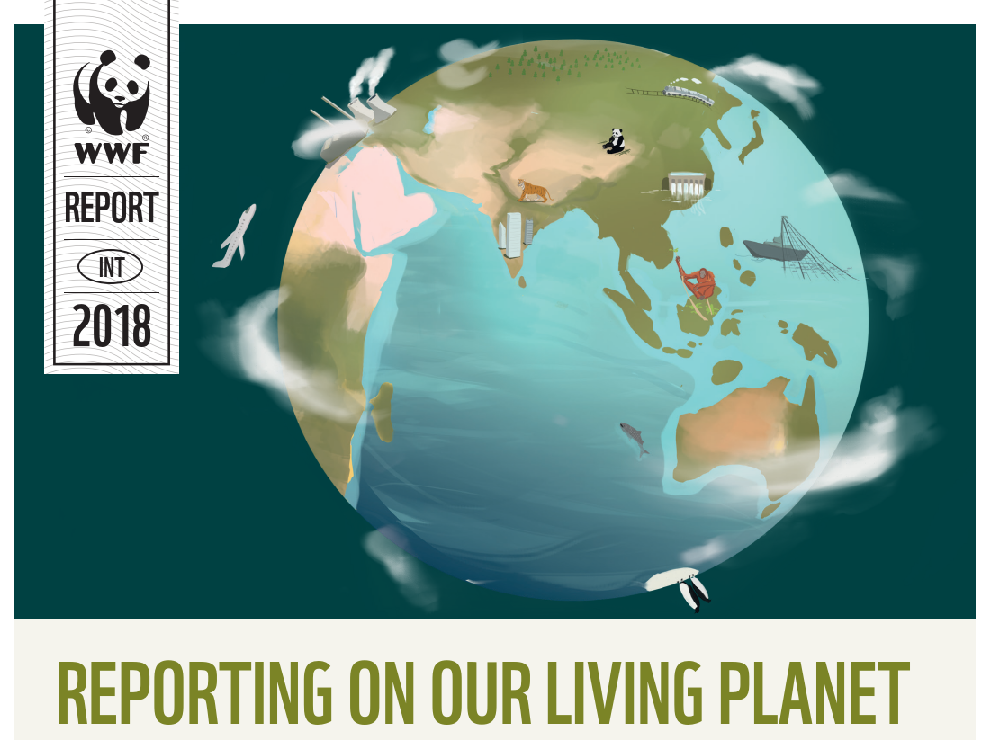 ©
®
WWF
REPORT
INT
2018
REPORTING ON OUR LIVING PLANET